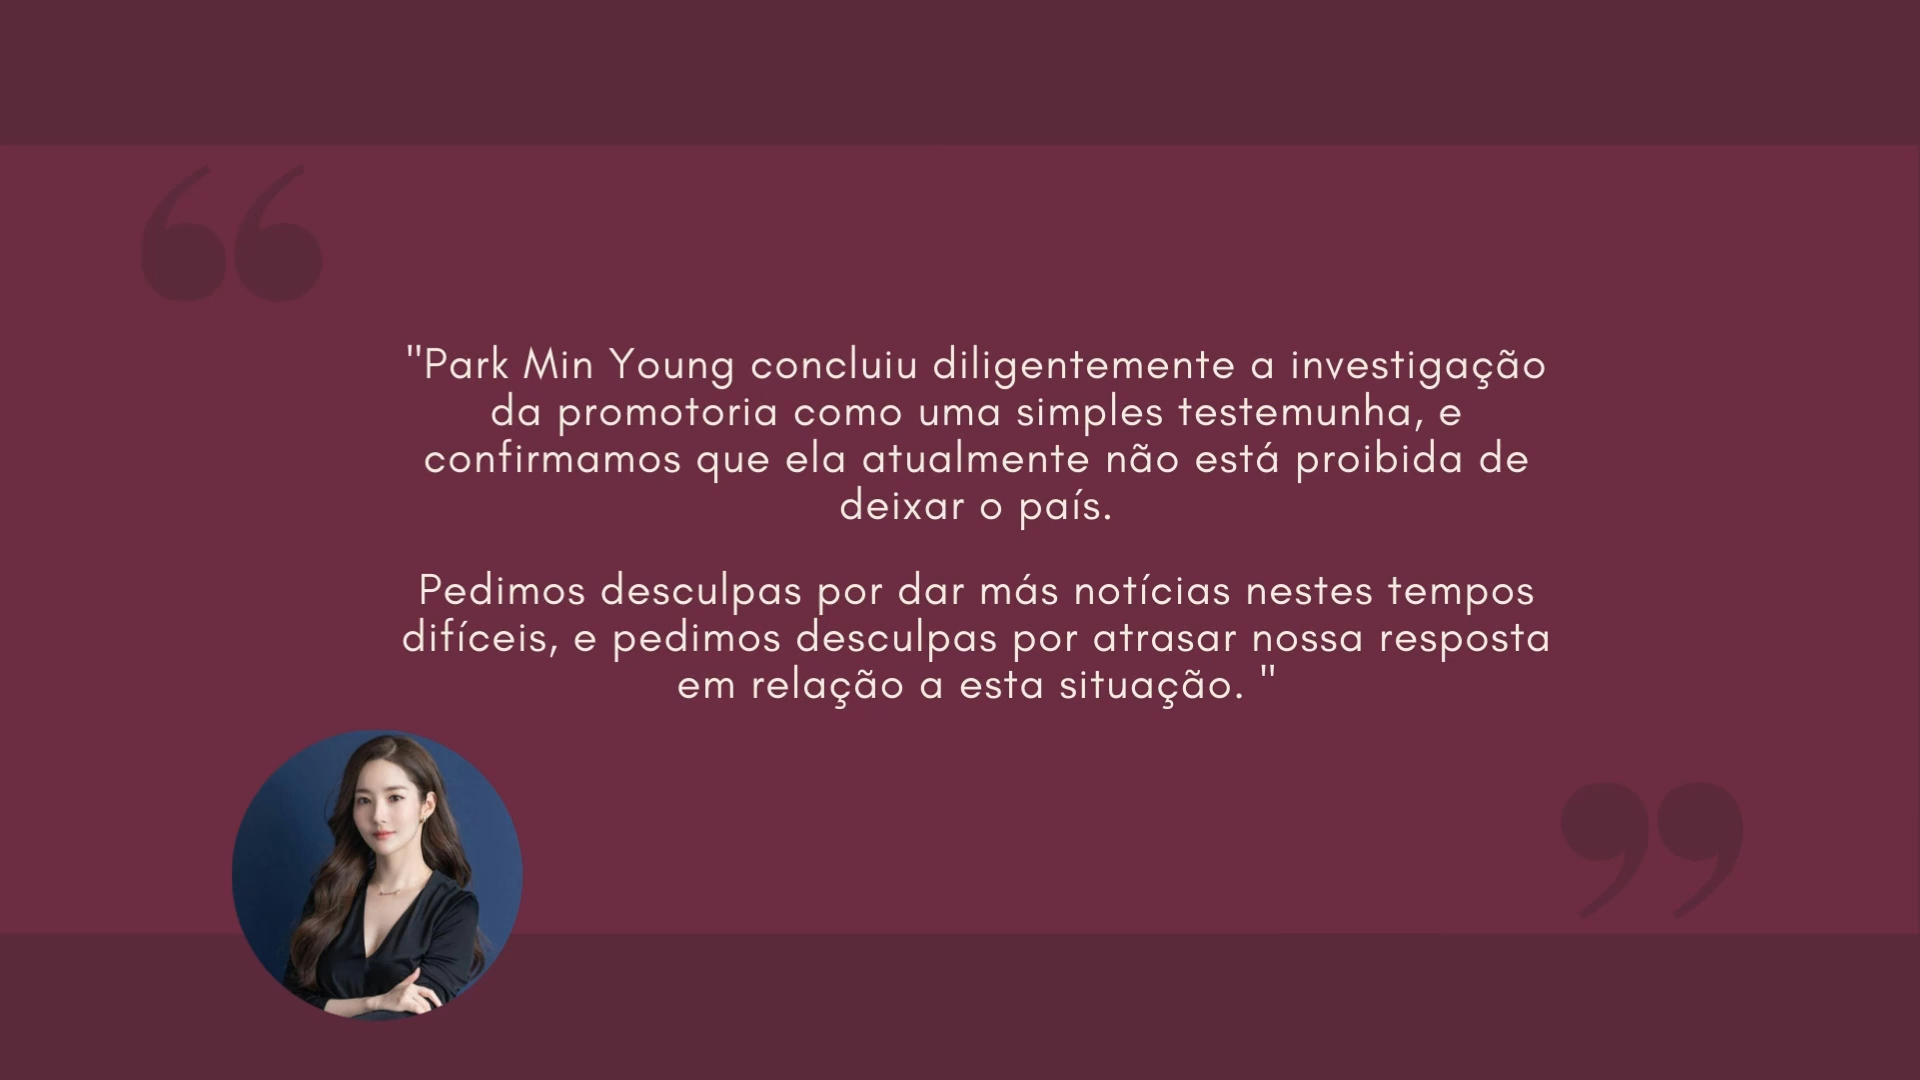 "Park Min Young concluiu diligentemente a investigação
da promotoria como uma simples testemunha, e
confirmamos que ela atualmente não está proibida de
deixar o país.
Pedimos desculpas por dar más notícias nestes tempos
difíceis, e pedimos desculpas por atrasar nossa resposta
em relação a esta situação. "